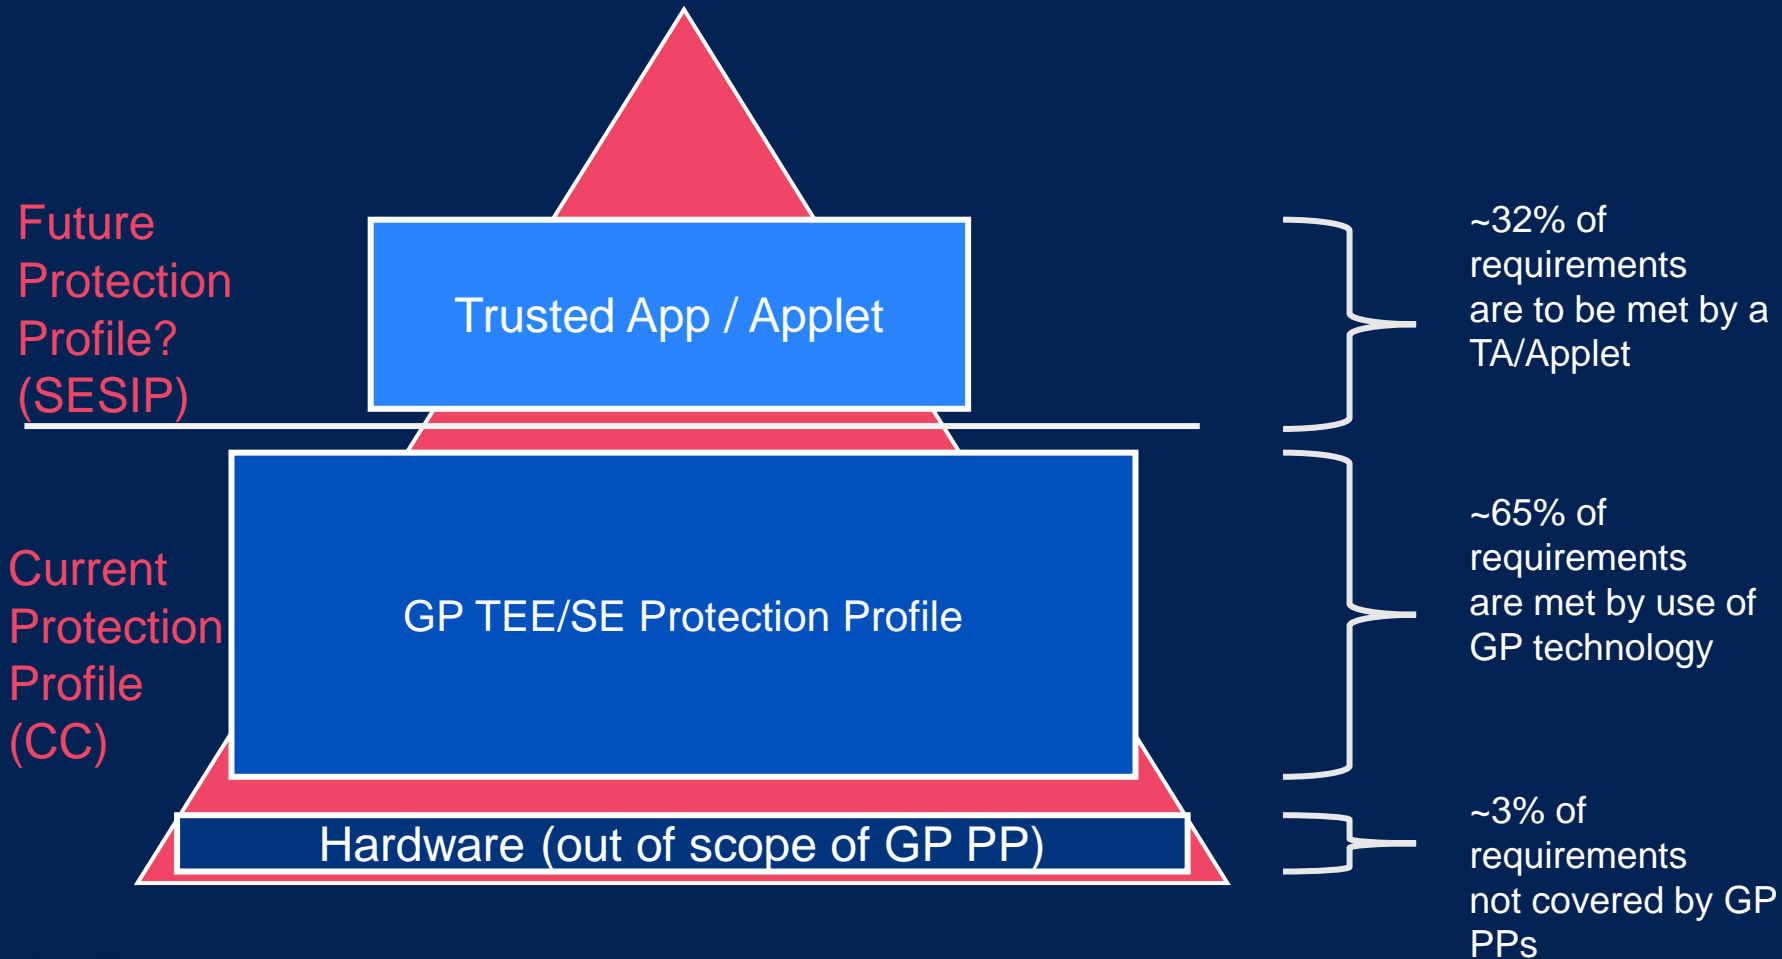 Future
Protection
Profile?
(SESIP)
Trusted App / Applet
~32% of
requirements
are to be met by a
TA/Applet
Current
Protection
Profile
(CC)
GP TEE/SE Protection Profile
~65% of
requirements
are met by use of
GP technology
Hardware (out of scope of GP PP)
~3% of
requirements
not covered by GP
PPs